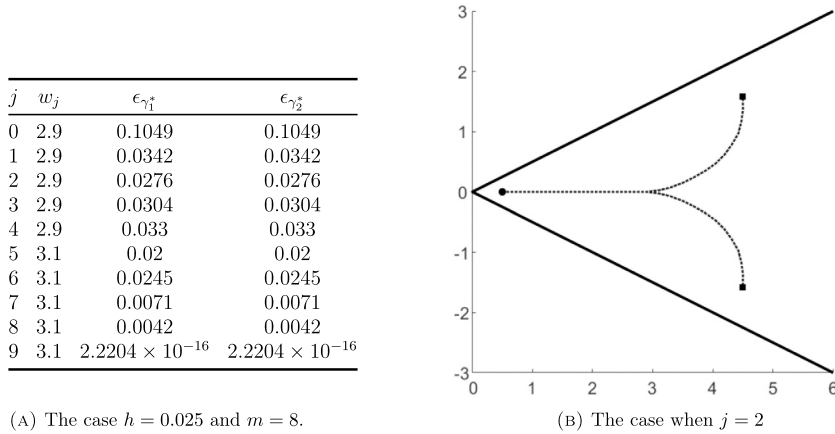 j w_j ϵ_{γ_1^*} ϵ_{γ_2^*}
0 2.9 0.1049 0.1049
1 2.9 0.0342 0.0342
2 2.9 0.0276 0.0276
3 2.9 0.0304 0.0304
4 2.9 0.033 0.033
5 3.1 0.02 0.02
6 3.1 0.0245 0.0245
7 3.1 0.0071 0.0071
8 3.1 0.0042 0.0042
9 3.1 2.2204 × 10^{-16} 2.2204 × 10^{-16}
(A) The case h = 0.025 and m = 8.
3
2
1
0
-1
-2
-3
0 1 2 3 4 5 6
(B) The case when j = 2